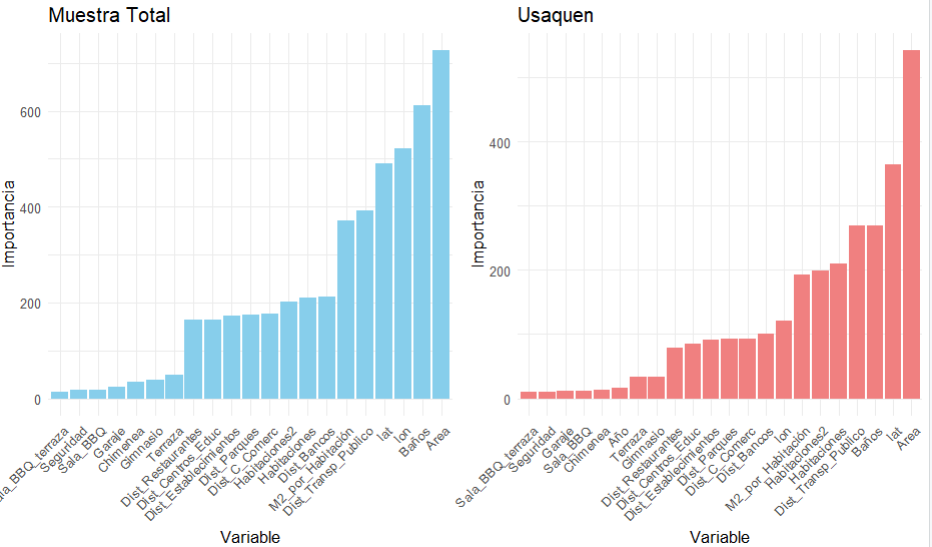 Muestra Total
Importancia
600
400
200
0
Sala_BBQ_terraza
Seguridad
Sala_BBQ
Garaje
Chimenea
Gimnasio
Terraza
Dist_Restaurantes
Dist_Centros_Educ
Dist_Establecimientos
Dist_Parques
Dist_C_Comerc
Habitaciones2
Habitaciones
Dist_Bancos
M2_por_Habitación
Dist_Transp_Publico
lat
lon
Baños
Area
Variable
Usaquen
Importancia
400
200
0
Sala_BBQ_terraza
Seguridad
Garaje
Sala_BBQ
Chimenea
Año
Terraza
Gimnasio
Dist_Restaurantes
Dist_Centros_Educ
Dist_Establecimientos
Dist_Parques
Dist_C_Comerc
Dist_Bancos
lon
M2_por_Habitación
Habitaciones2
Habitaciones
Dist_Transp_Publico
Baños
lat
Area
Variable